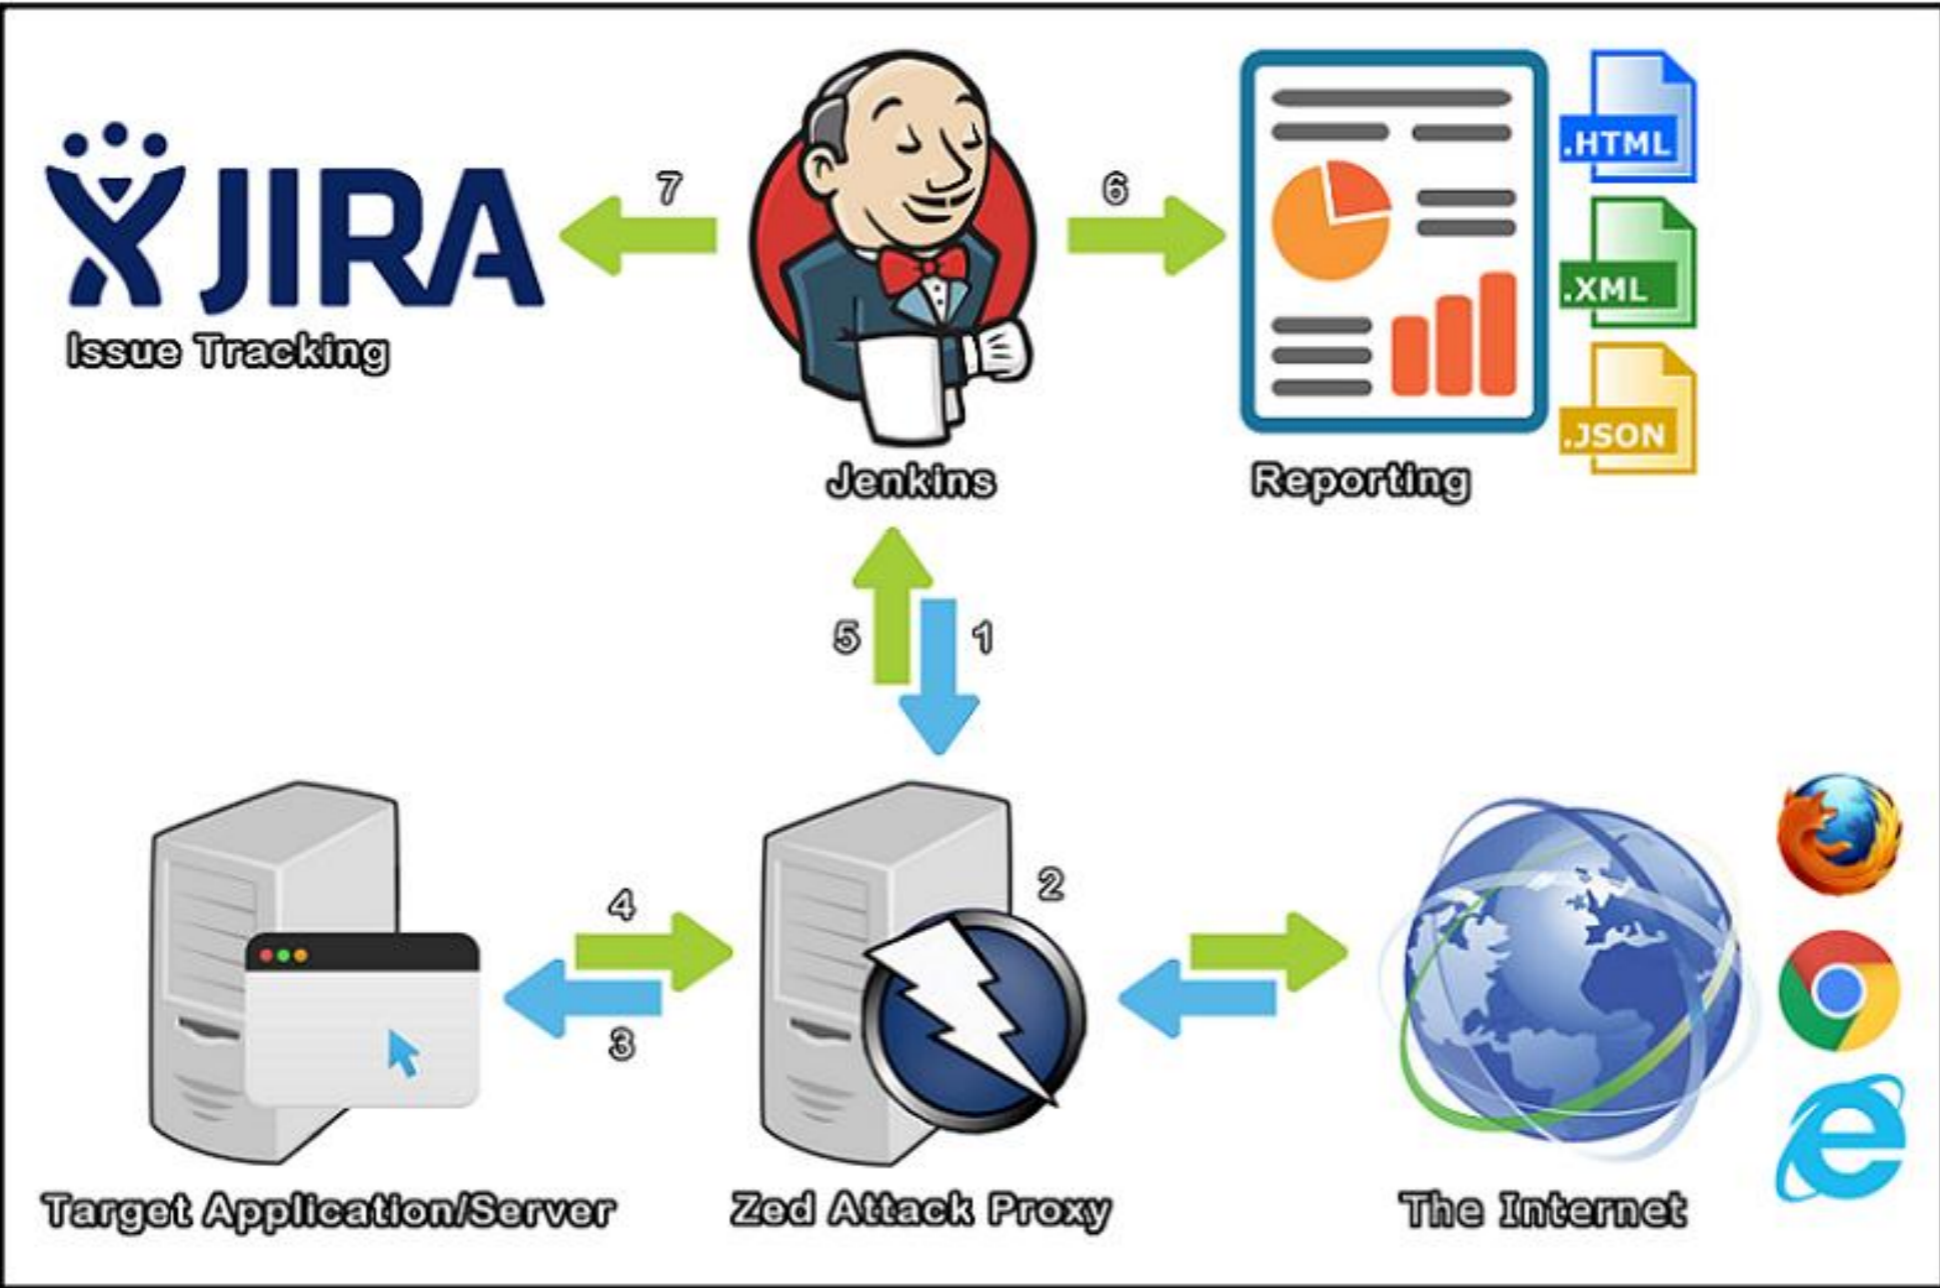 JIRA
Issue Tracking
7
Jenkins
6
Reporting
.HTML
.XML
.JSON
5
1
4
3
2
Target Application/Server
Zed Attack Proxy
The Internet